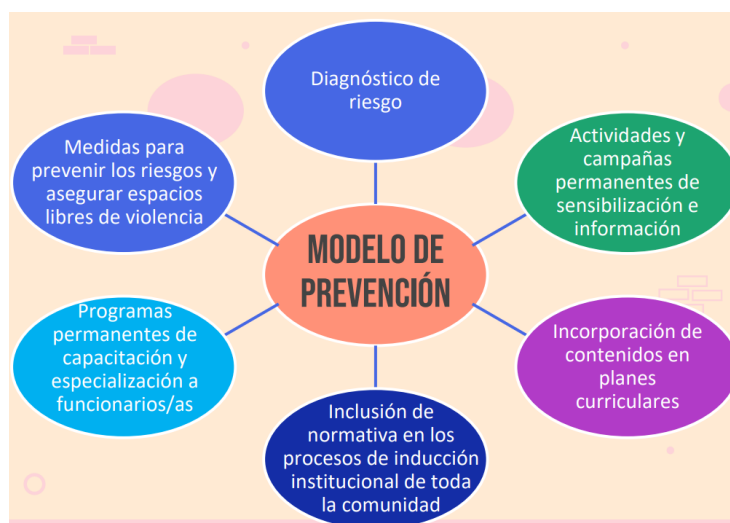 Diagnóstico de
riesgo
Actividades y
campañas
permanentes de
sensibilización e
información
Incorporación de
contenidos en
planes
curriculares
Inclusión de
normativa en los
procesos de inducción
institucional de toda
la comunidad
Programas
permanentes de
capacitación y
especialización a
funcionarios/as
Medidas para
prevenir los riesgos y
asegurar espacios
libres de violencia
MODELO DE
PREVENCIÓN